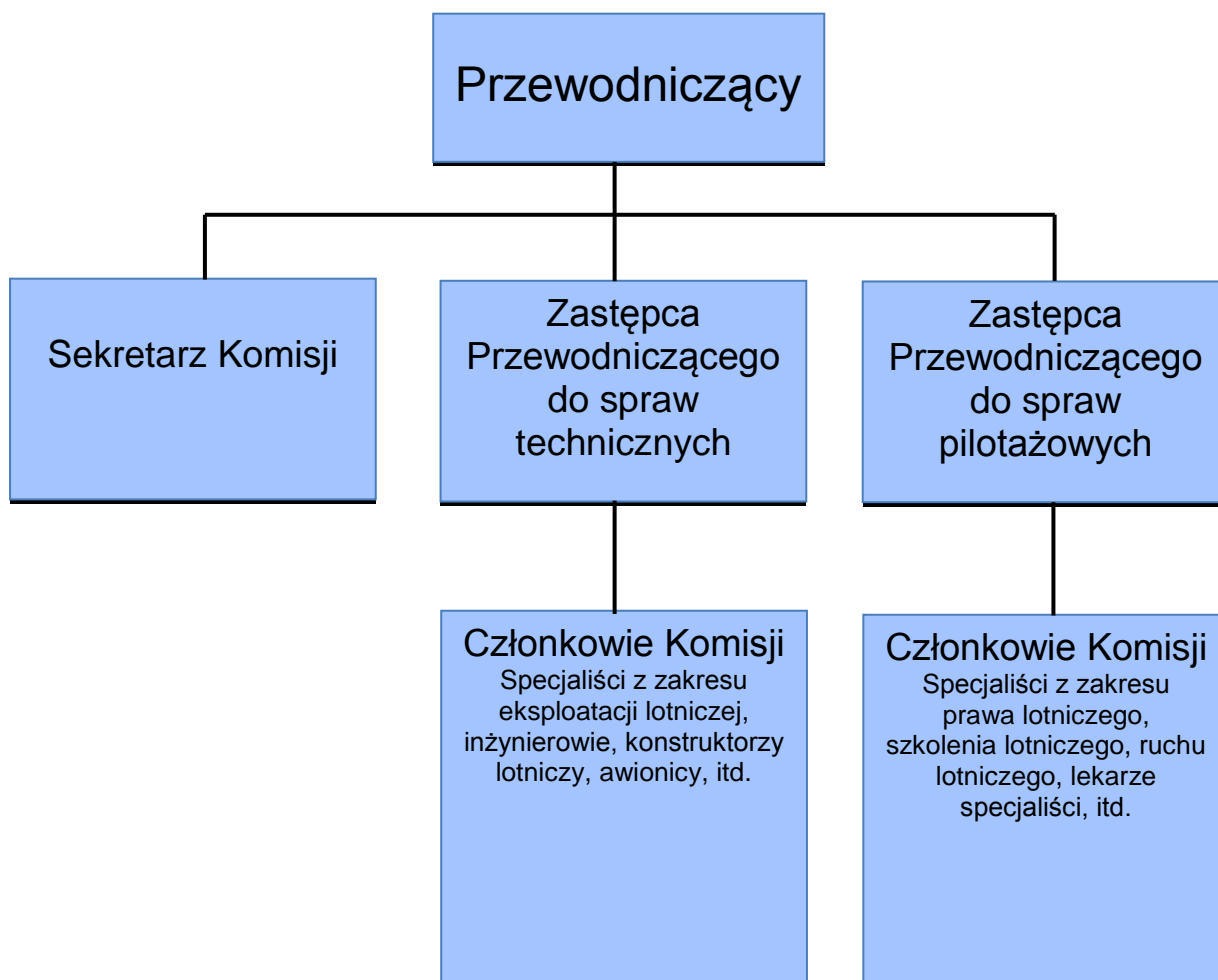 Przewodniczący
Sekretarz Komisji
Zastępca
Przewodniczącego
do spraw
technicznych
Zastępca
Przewodniczącego
do spraw
pilotażowych
Członkowie Komisji
Specjaliści z zakresu
eksploatacji lotniczej,
inżynierowie, konstruktorzy
lotniczy, awionicy, itd.
Członkowie Komisji
Specjaliści z zakresu
prawa lotniczego,
szkolenia lotniczego, ruchu
lotniczego, lekarze
specjaliści, itd.